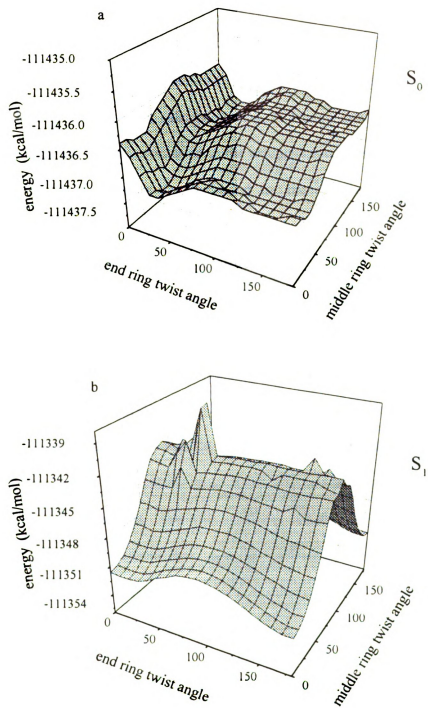 a
S0
-111435.0
-111435.5
-111436.0
-111436.5
-111437.0
-111437.5
energy (kcal/mol)
0
50
100
150
end ring twist angle
0
50
100
150
middle ring twist angle
b
S1
-111339
-111342
-111345
-111348
-111351
-111354
energy (kcal/mol)
0
50
100
150
end ring twist angle
0
50
100
150
middle ring twist angle